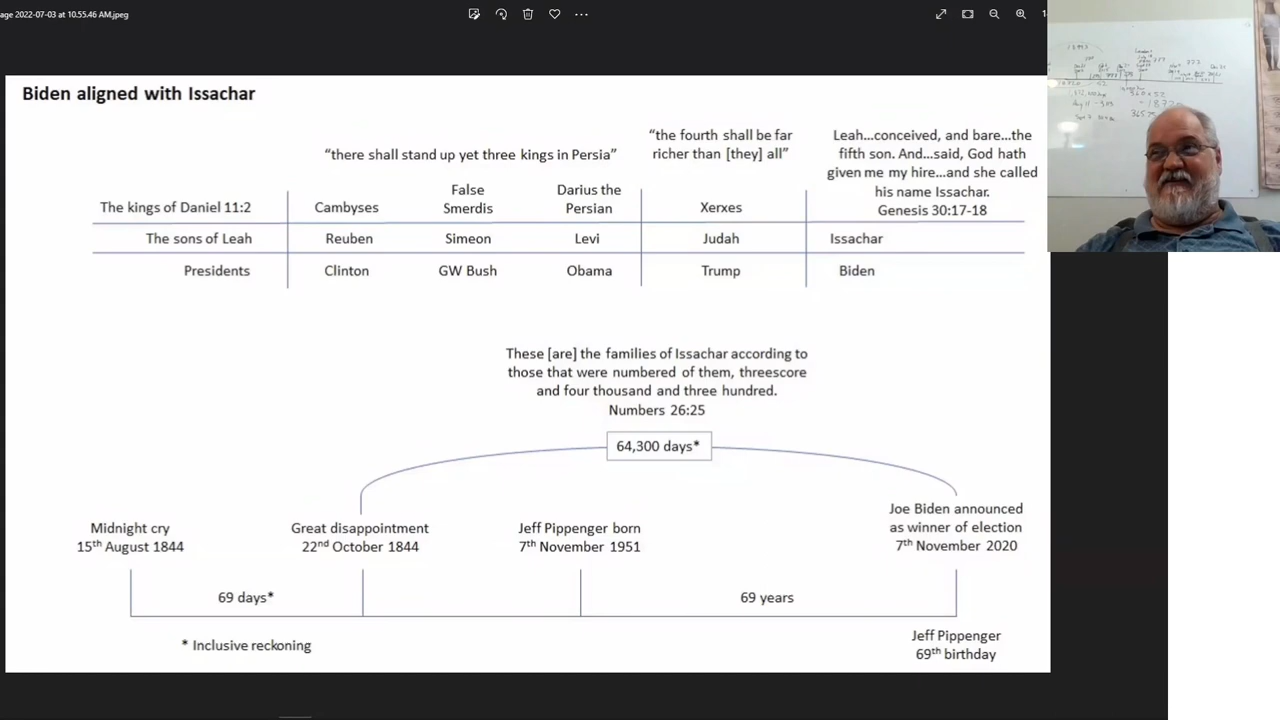 age 2022-07-03 at 10.55.46 AM.jpeg
Biden aligned with Issachar
"there shall stand up yet three kings in Persia"
"the fourth shall be far
richer than [they] all"
Leah...conceived, and bare...the
fifth son. And...said, God hath
given me my hire...and she called
his name Issachar.
Genesis 30:17-18
The kings of Daniel 11:2
Cambyses
False
Smerdis
Darius the
Persian
Xerxes
The sons of Leah
Reuben
Simeon
Levi
Judah
Issachar
Presidents
Clinton
GW Bush
Obama
Trump
Biden
These [are] the families of Issachar according to
those that were numbered of them, threescore
and four thousand and three hundred.
Numbers 26:25
64,300 days*
Midnight cry
15th August 1844
Great disappointment
22nd October 1844
Jeff Pippenger born
7th November 1951
Joe Biden announced
as winner of election
7th November 2020
69 days*
69 years
* Inclusive reckoning
Jeff Pippenger
69th birthday